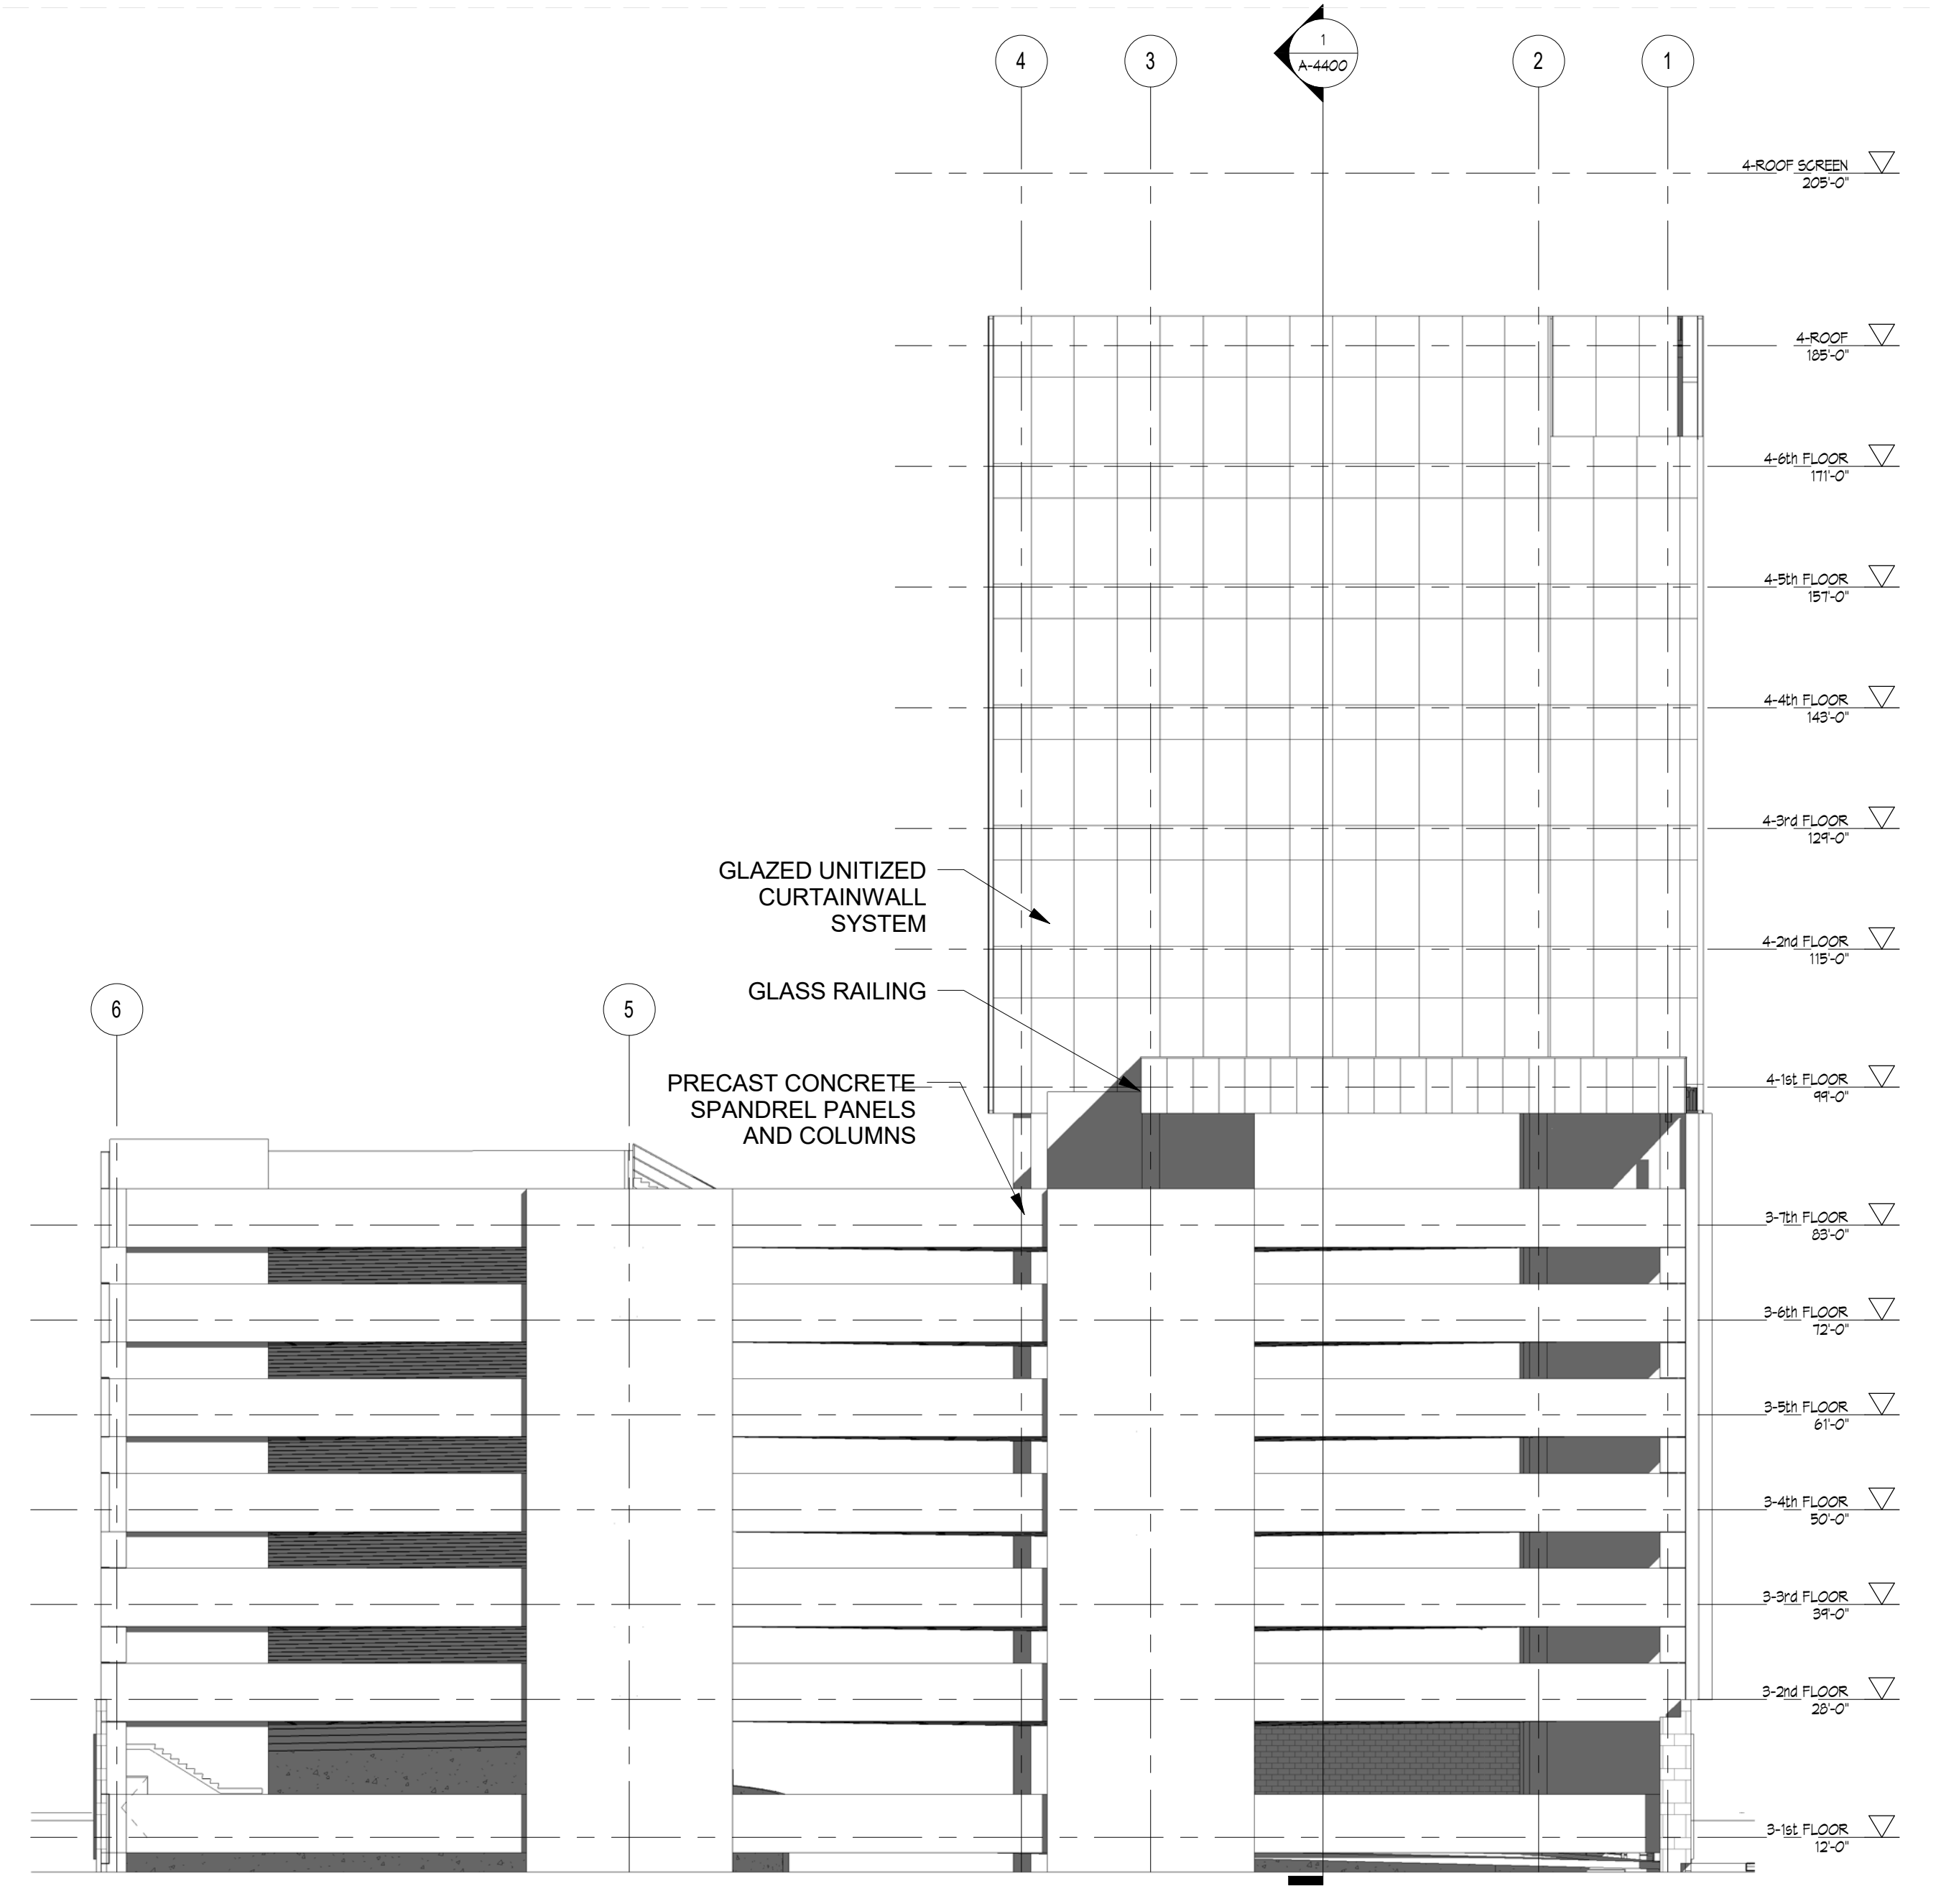 4
3
1
A-4400
2
1
4-ROOF SCREEN
205'-0"
4-ROOF
185'-0"
4-6th FLOOR
171'-0"
4-5th FLOOR
157'-0"
4-4th FLOOR
143'-0"
4-3rd FLOOR
129'-0"
GLAZED UNITIZED
CURTAINWALL
SYSTEM
4-2nd FLOOR
115'-0"
GLASS RAILING
6
5
PRECAST CONCRETE
SPANDREL PANELS
AND COLUMNS
4-1st FLOOR
99'-0"
3-7th FLOOR
83'-0"
3-6th FLOOR
72'-0"
3-5th FLOOR
61'-0"
3-4th FLOOR
50'-0"
3-3rd FLOOR
39'-0"
3-2nd FLOOR
28'-0"
3-1st FLOOR
12'-0"